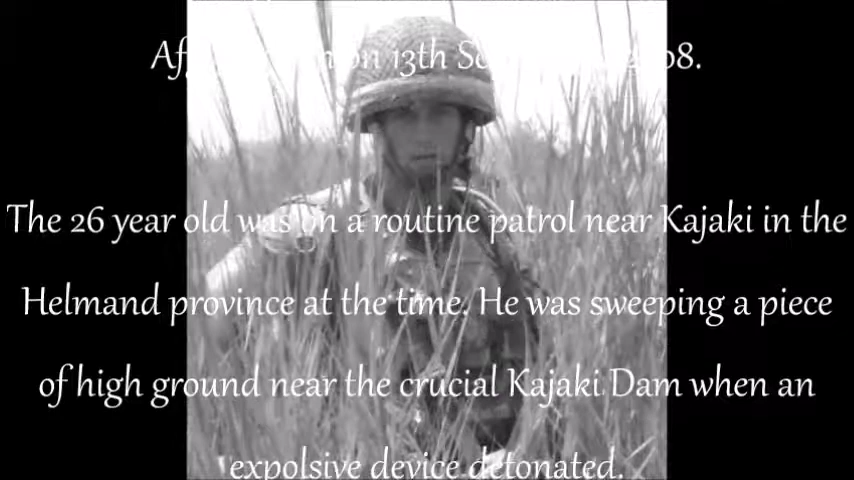 on 13th
The 26 year old was on a routine patrol near Kajaki in the
Helmand province at the time. He was sweeping a piece
of high ground near the crucial Kajaki Dam when an
expolsive device detonated.